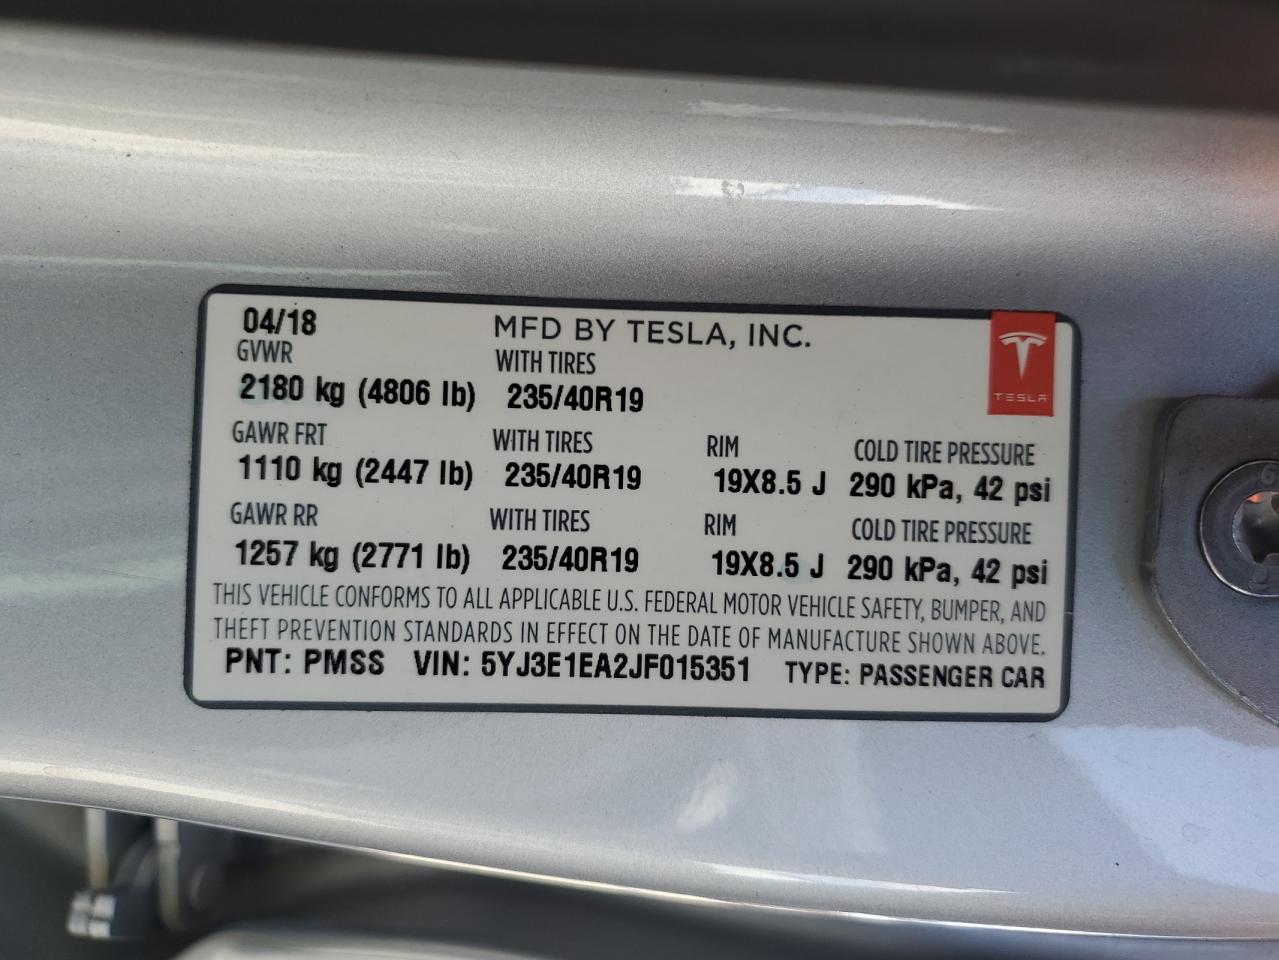 04/18 MFD BY TESLA, INC.
GVWR WITH TIRES
2180 kg (4806 lb) 235/40R19
TESLA
GAWR FRT WITH TIRES RIM COLD TIRE PRESSURE
1110 kg (2447 lb) 235/40R19 19X8.5 J 290 kPa, 42 psi
GAWR RR WITH TIRES RIM COLD TIRE PRESSURE
1257 kg (2771 lb) 235/40R19 19X8.5 J 290 kPa, 42 psi
THIS VEHICLE CONFORMS TO ALL APPLICABLE U.S. FEDERAL MOTOR VEHICLE SAFETY, BUMPER, AND
THEFT PREVENTION STANDARDS IN EFFECT ON THE DATE OF MANUFACTURE SHOWN ABOVE.
PNT: PMSS VIN: 5YJ3E1EA2JF015351 TYPE: PASSENGER CAR